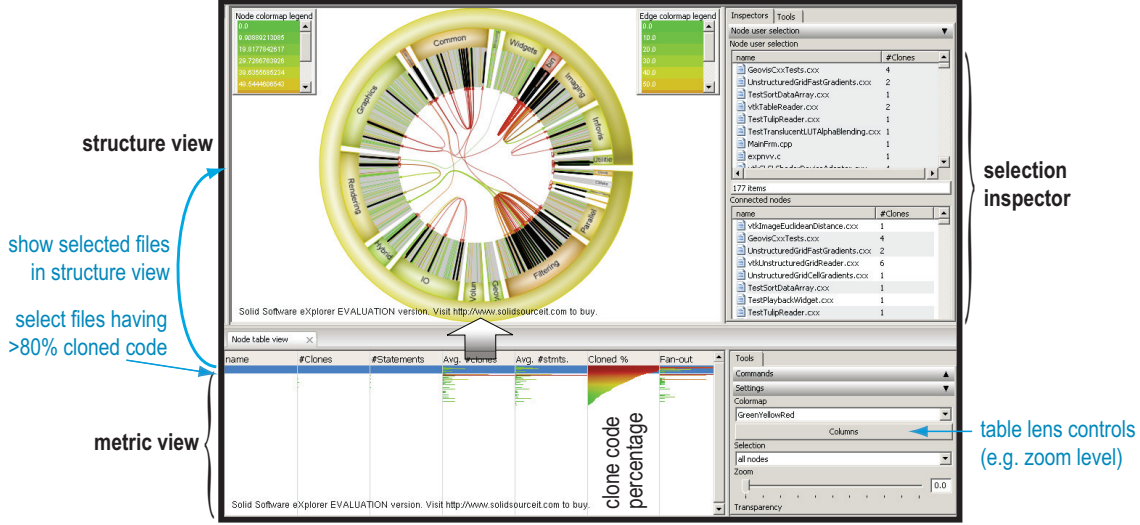 Node colormap legend
0.0
9.90889213085
19.8177842617
29.7266763926
39.6355685234
49.5444606543
Edge colormap legend
0.0
10.0
20.0
30.0
40.0
50.0
Common
Widgets
bin
Imaging
Infovis
Utilitie
Parallel
Filtering
Geovi
Volun
IO
Hybrid
Rendering
Graphics
Solid Software eXplorer EVALUATION version. Visit http://www.solidsourceit.com to buy.
Inspectors Tools
Node user selection
Node user selection
name #Clones
GeovisCxxTests.cxx 4
UnstructuredGridFastGradients.cxx 2
TestSortDataArray.cxx 1
vtkTableReader.cxx 2
TestTulipReader.cxx 1
TestTranslucentLUTAlphaBlending.cxx 1
MainFrm.cpp 1
expnvv.c 1
177 items
Connected nodes
name #Clones
vtkImageEuclideanDistance.cxx 1
GeovisCxxTests.cxx 4
UnstructuredGridFastGradients.cxx 2
vtkUnstructuredGridReader.cxx 6
UnstructuredGridCellGradients.cxx 1
TestSortDataArray.cxx 1
TestPlaybackWidget.cxx 1
TestTulipReader.cxx 1
structure view
show selected files
in structure view
select files having
>80% cloned code
metric view
selection
inspector
Node table view
name #Clones #Statements Avg. #clones Avg. #stmts. Cloned % Fan-out
clone code
percentage
Solid Software eXplorer EVALUATION version. Visit http://www.solidsourceit.com to buy.
Tools
Commands
Settings
Colormap
GreenYellowRed
Columns
Selection
all nodes
Zoom
0.0
Transparency
table lens controls
(e.g. zoom level)